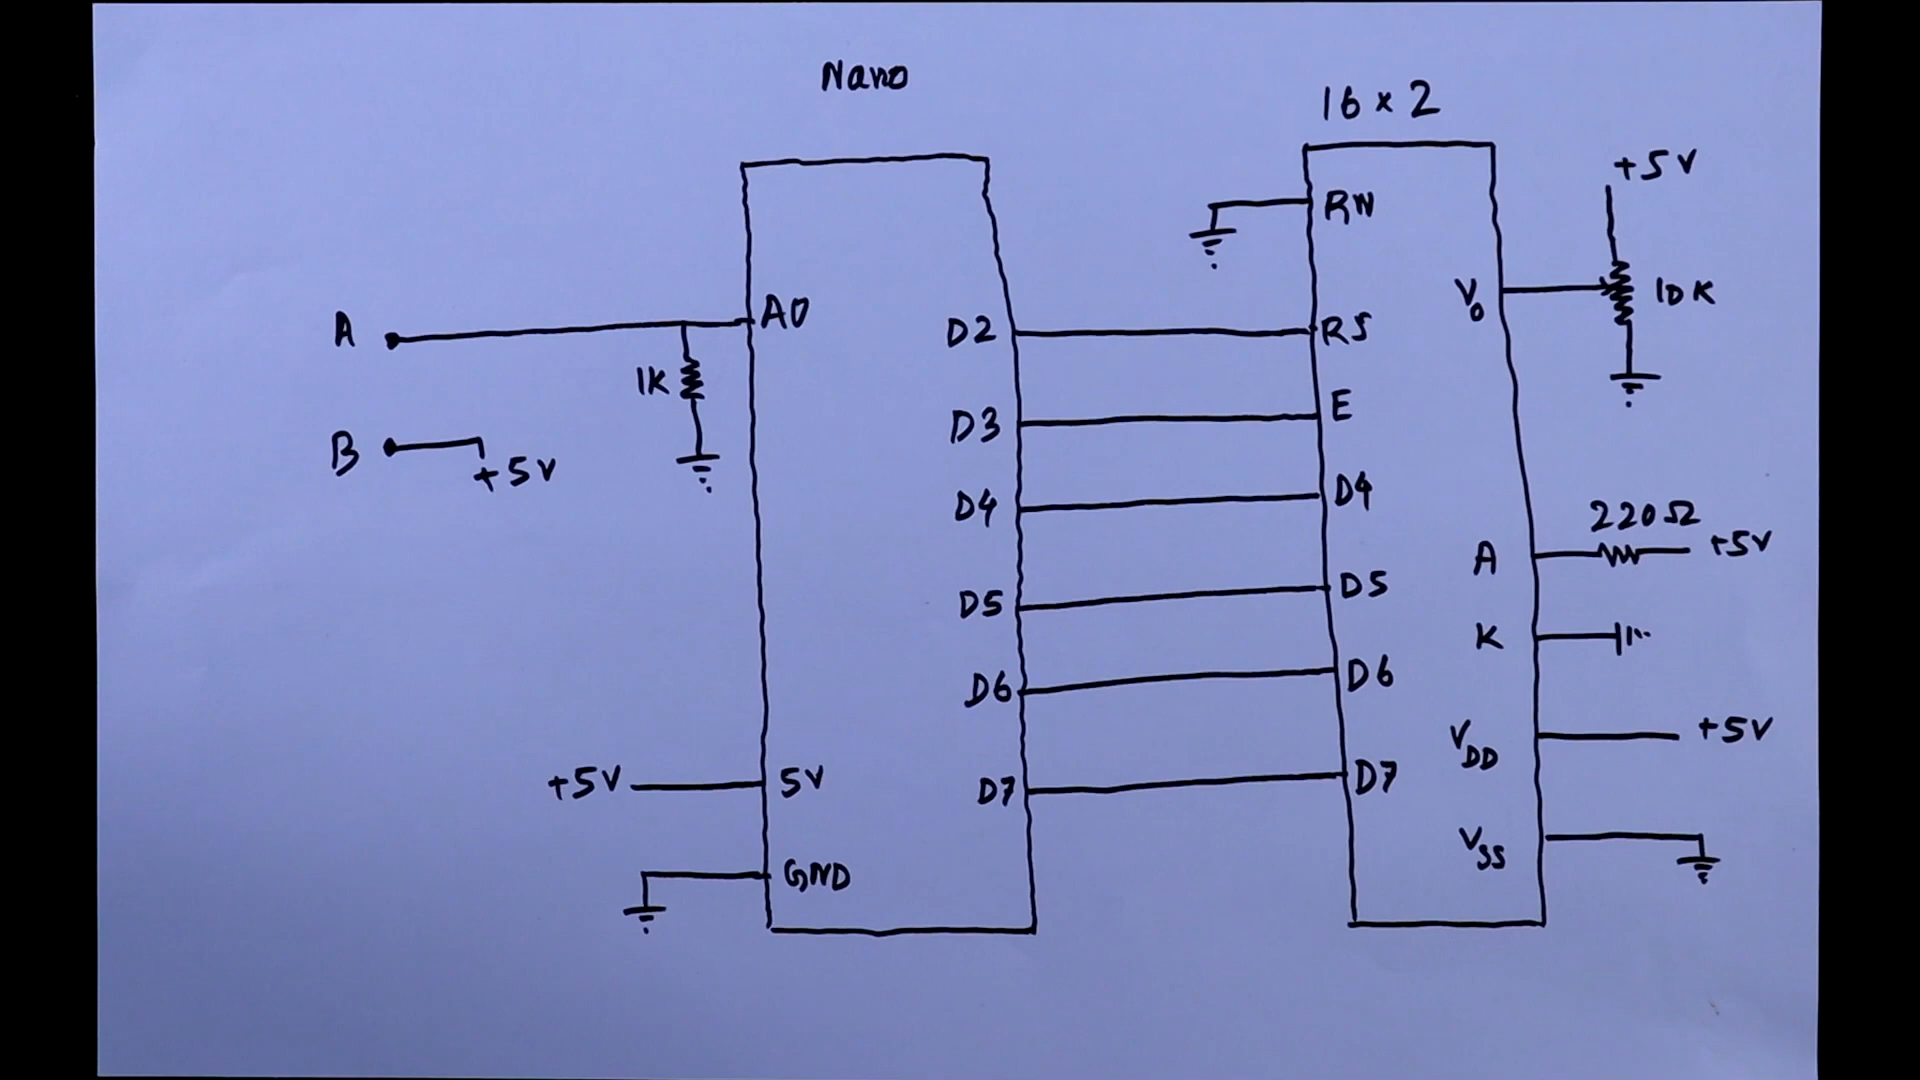 Nano
16 x 2
+5V
RW
V0
10K
A
A0
1K
D2
RS
B
+5V
D3
E
D4
D4
220Ω
A
+5V
D5
D5
K
D6
D6
VDD
+5V
+5V
5V
D7
D7
VSS
GND